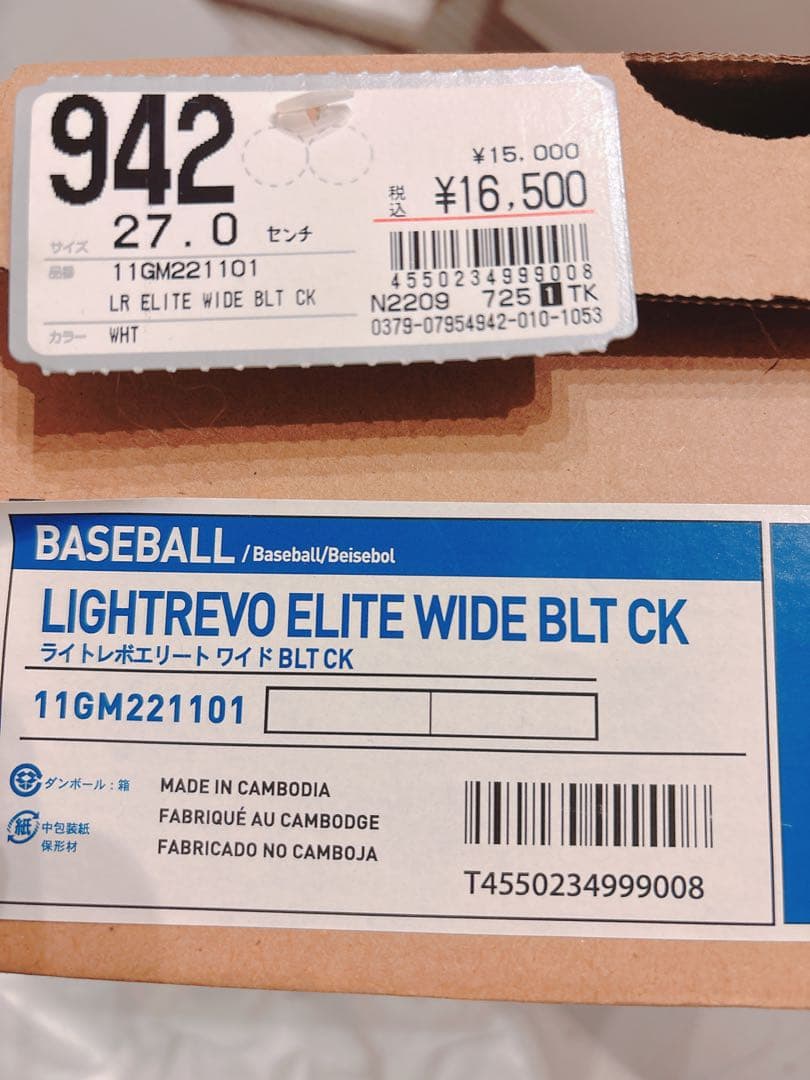 942
¥15,000
税込 ¥16,500
サイズ 27.0 センチ
品番 11GM221101
LR ELITE WIDE BLT CK
カラー WHT
4550234999008
N2209 725 1 TK
0379-07954942-010-1053
BASEBALL /Baseball/Beisebol
LIGHTREVO ELITE WIDE BLT CK
ライトレボエリート ワイド BLT CK
11GM221101
ダンボール：箱
紙 中包装紙
保形材
MADE IN CAMBODIA
FABRIQUÉ AU CAMBODGE
FABRICADO NO CAMBOJA
T4550234999008